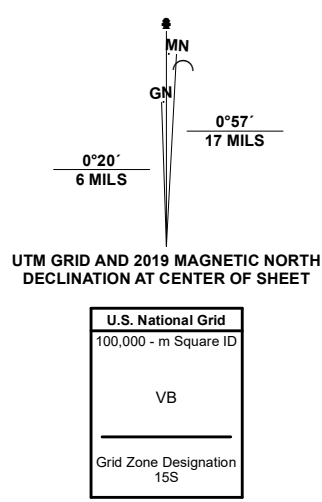 MN
GN
0°57´
17 MILS
0°20´
6 MILS
UTM GRID AND 2019 MAGNETIC NORTH
DECLINATION AT CENTER OF SHEET
U.S. National Grid
100,000 - m Square ID
VB
Grid Zone Designation
15S